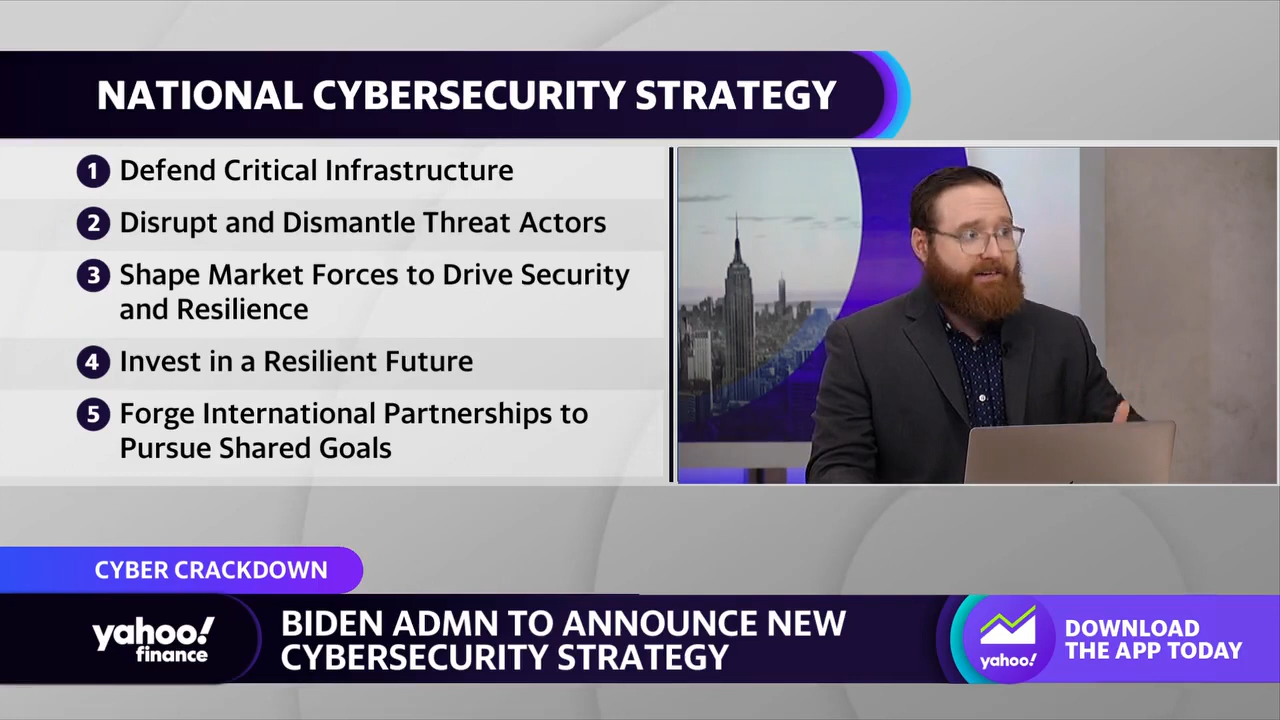 NATIONAL CYBERSECURITY STRATEGY
1 Defend Critical Infrastructure
2 Disrupt and Dismantle Threat Actors
3 Shape Market Forces to Drive Security
and Resilience
4 Invest in a Resilient Future
5 Forge International Partnerships to
Pursue Shared Goals
CYBER CRACKDOWN
yahoo!
finance
BIDEN ADMN TO ANNOUNCE NEW
CYBERSECURITY STRATEGY
yahoo!
DOWNLOAD
THE APP TODAY